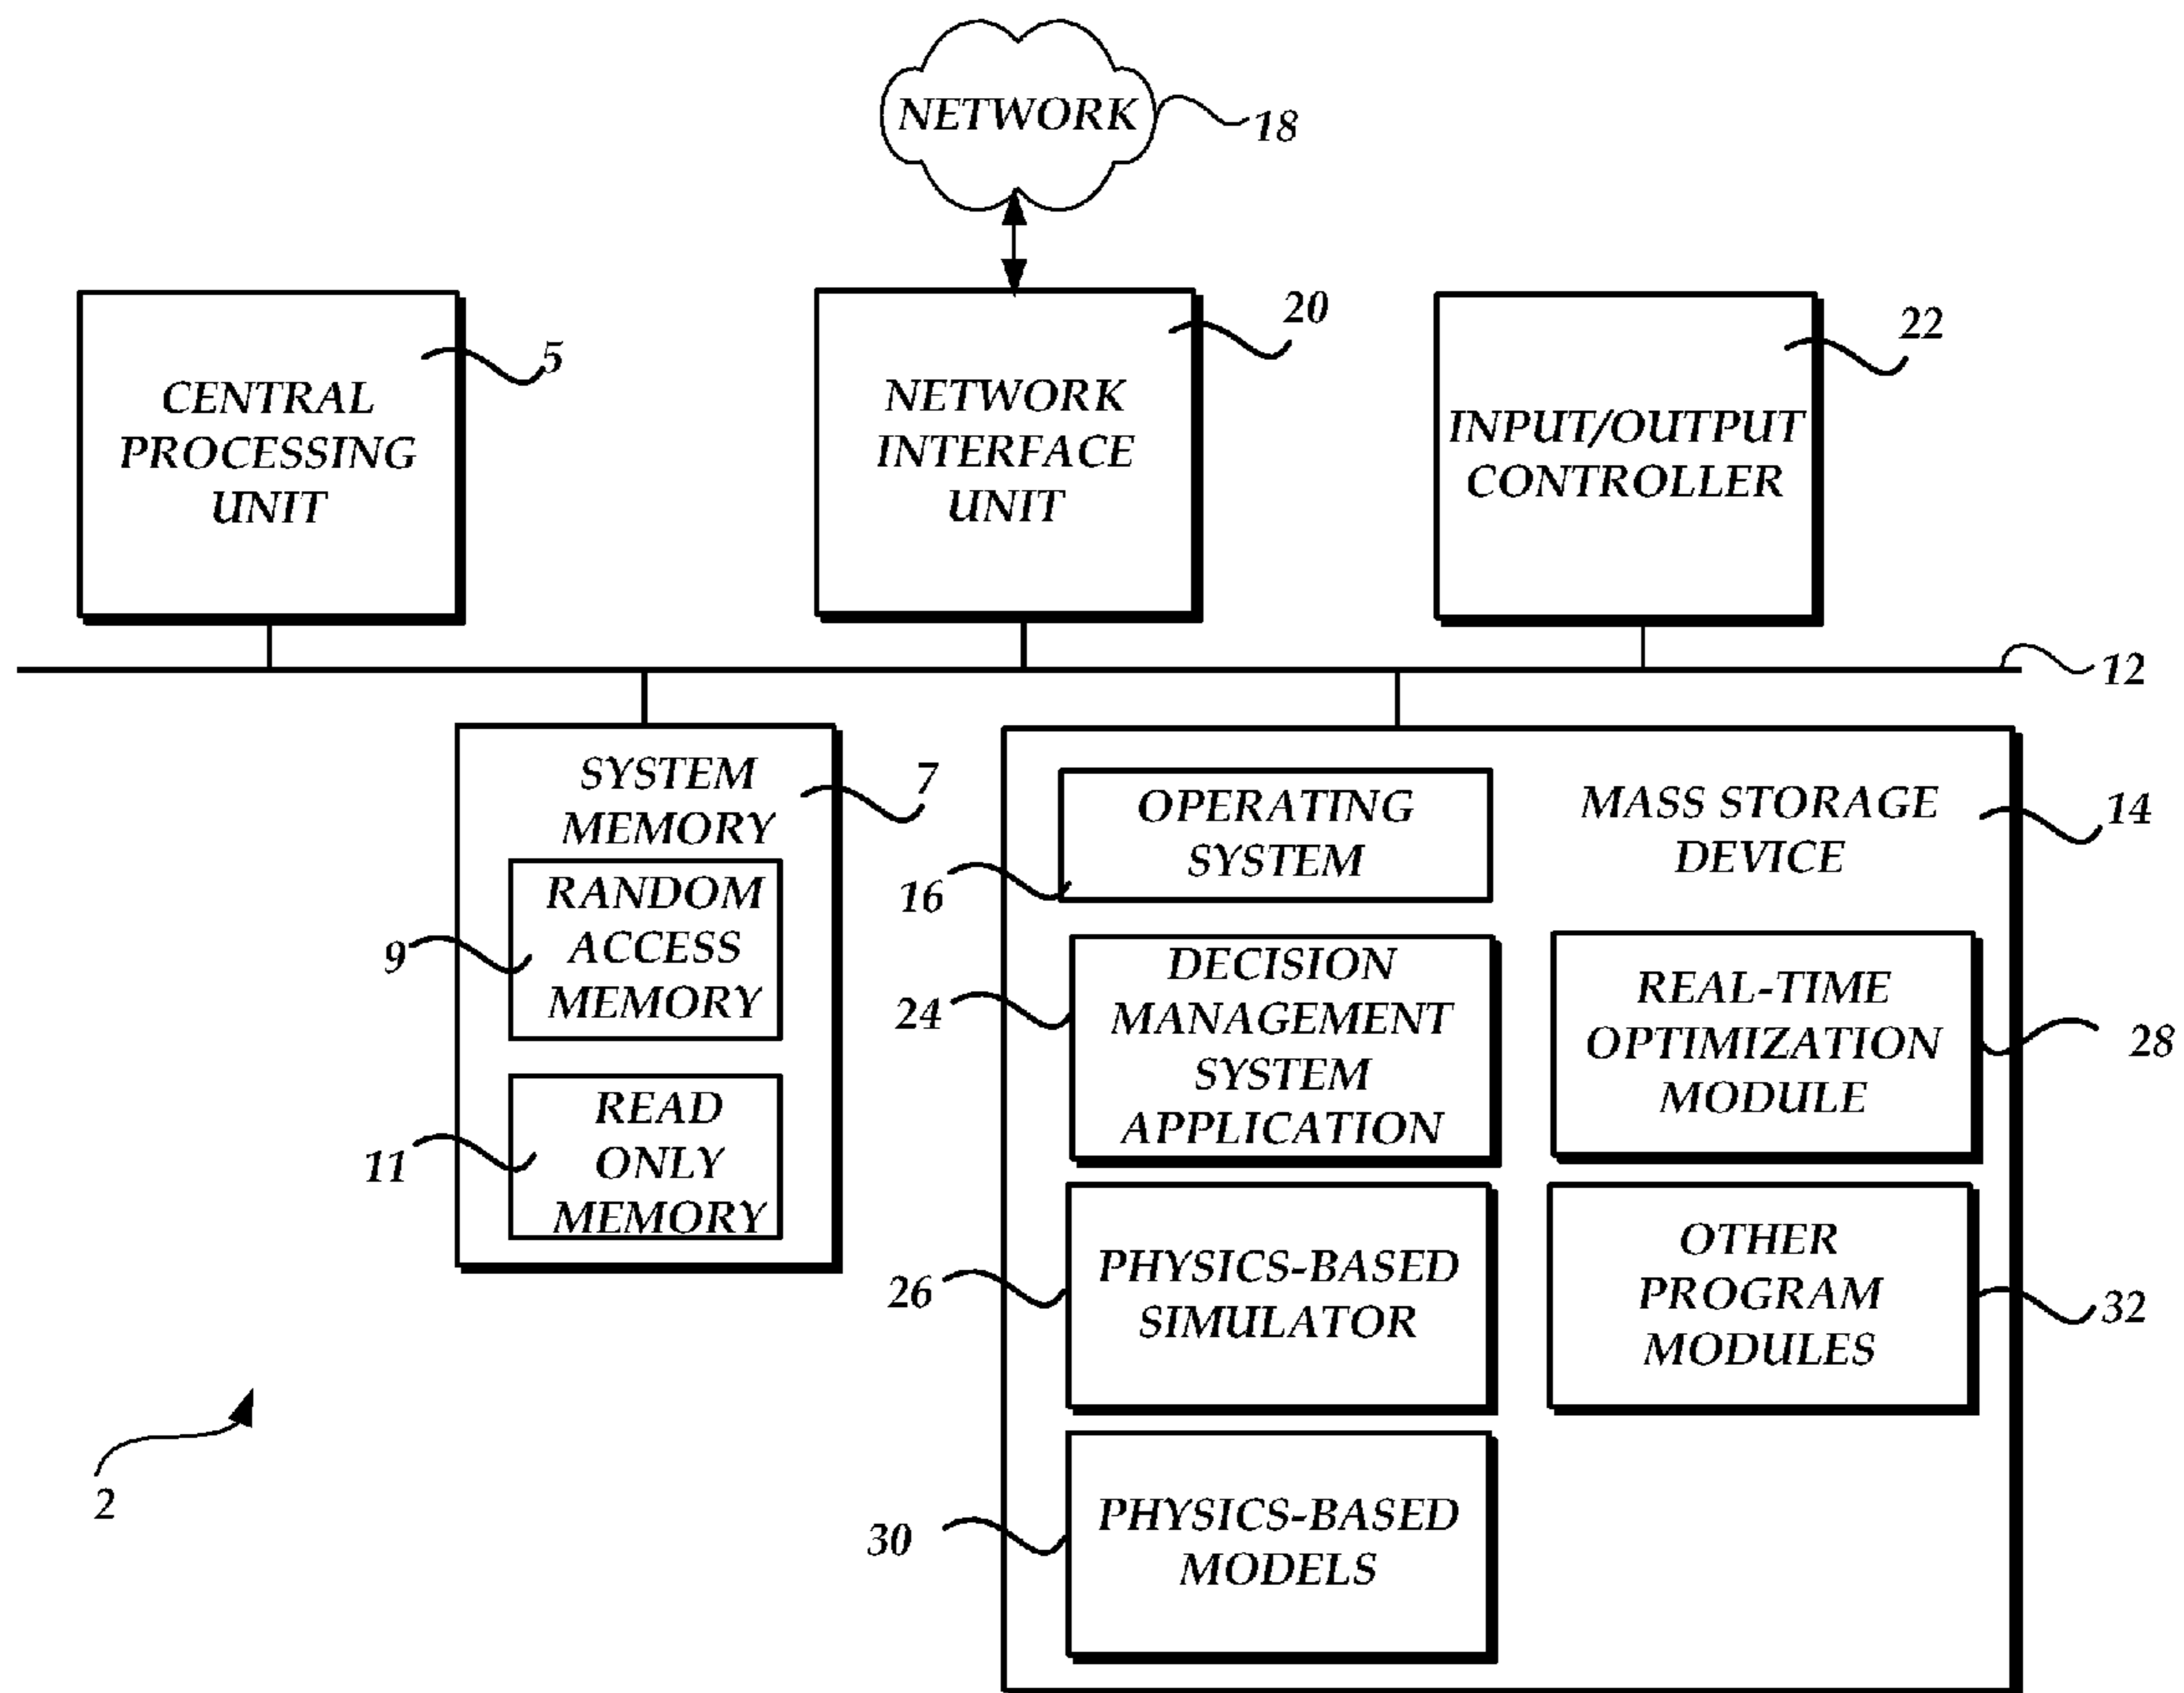 NETWORK
18
CENTRAL
PROCESSING
UNIT
5
NETWORK
INTERFACE
UNIT
20
INPUT/OUTPUT
CONTROLLER
22
12
SYSTEM
MEMORY
7
RANDOM
ACCESS
MEMORY
9
READ
ONLY
MEMORY
11
MASS STORAGE
DEVICE
14
OPERATING
SYSTEM
16
DECISION
MANAGEMENT
SYSTEM
APPLICATION
24
REAL-TIME
OPTIMIZATION
MODULE
28
PHYSICS-BASED
SIMULATOR
26
OTHER
PROGRAM
MODULES
32
PHYSICS-BASED
MODELS
30
2